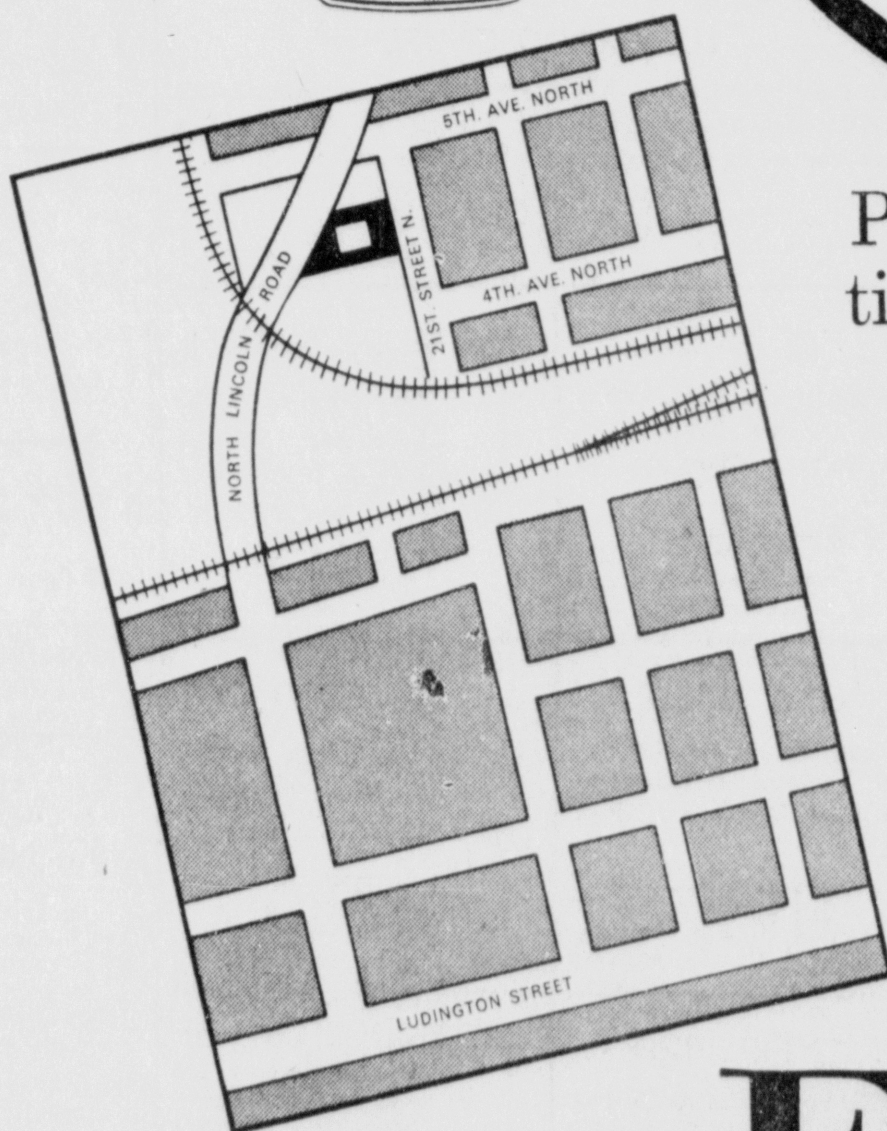 5TH. AVE. NORTH
P
ti
21ST. STREET N.
4TH. AVE. NORTH
NORTH LINCOLN ROAD
LUDINGTON STREET